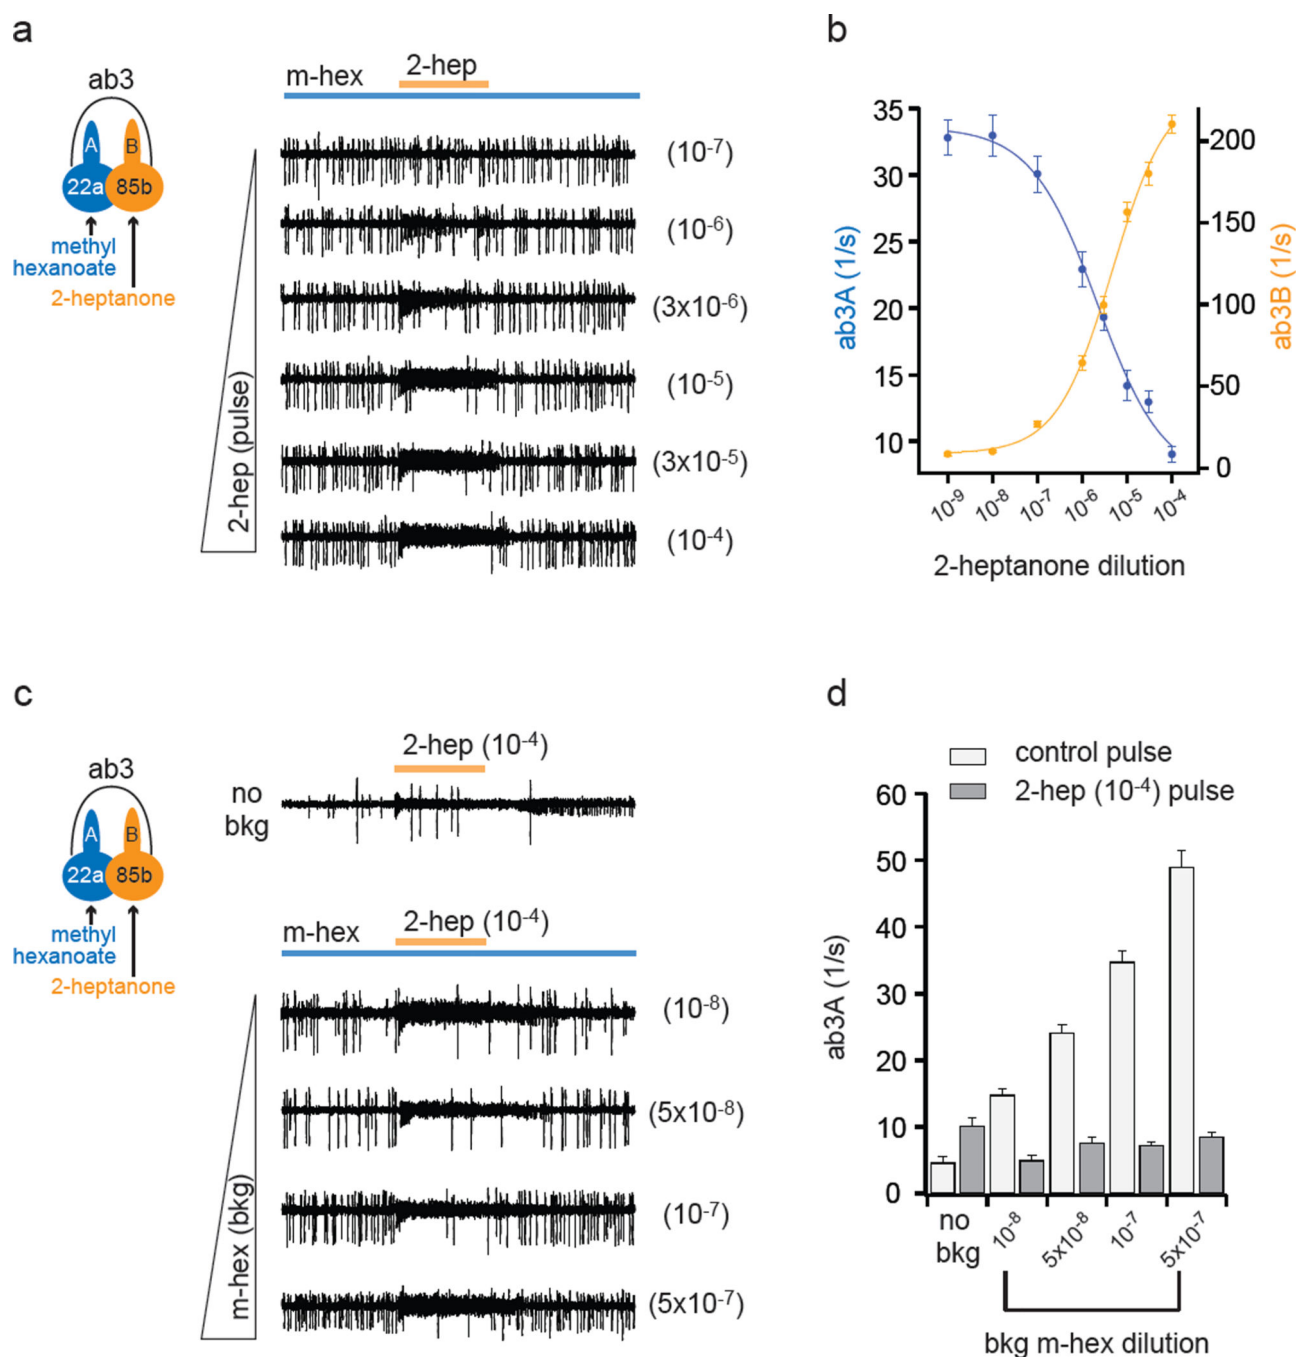 a
ab3
A
B
22a
85b
methyl
hexanoate
2-heptanone
m-hex
2-hep
2-hep (pulse)
(10-7)
(10-6)
(3x10-6)
(10-5)
(3x10-5)
(10-4)
b
ab3A (1/s)
35
30
25
20
15
10
ab3B (1/s)
200
150
100
50
0
10-9
10-8
10-7
10-6
10-5
10-4
2-heptanone dilution
c
ab3
A
B
22a
85b
methyl
hexanoate
2-heptanone
2-hep (10-4)
no
bkg
m-hex
2-hep (10-4)
m-hex (bkg)
(10-8)
(5x10-8)
(10-7)
(5x10-7)
d
control pulse
2-hep (10-4) pulse
ab3A (1/s)
60
50
40
30
20
10
0
no
bkg
10-8
5x10-8
10-7
5x10-7
bkg m-hex dilution